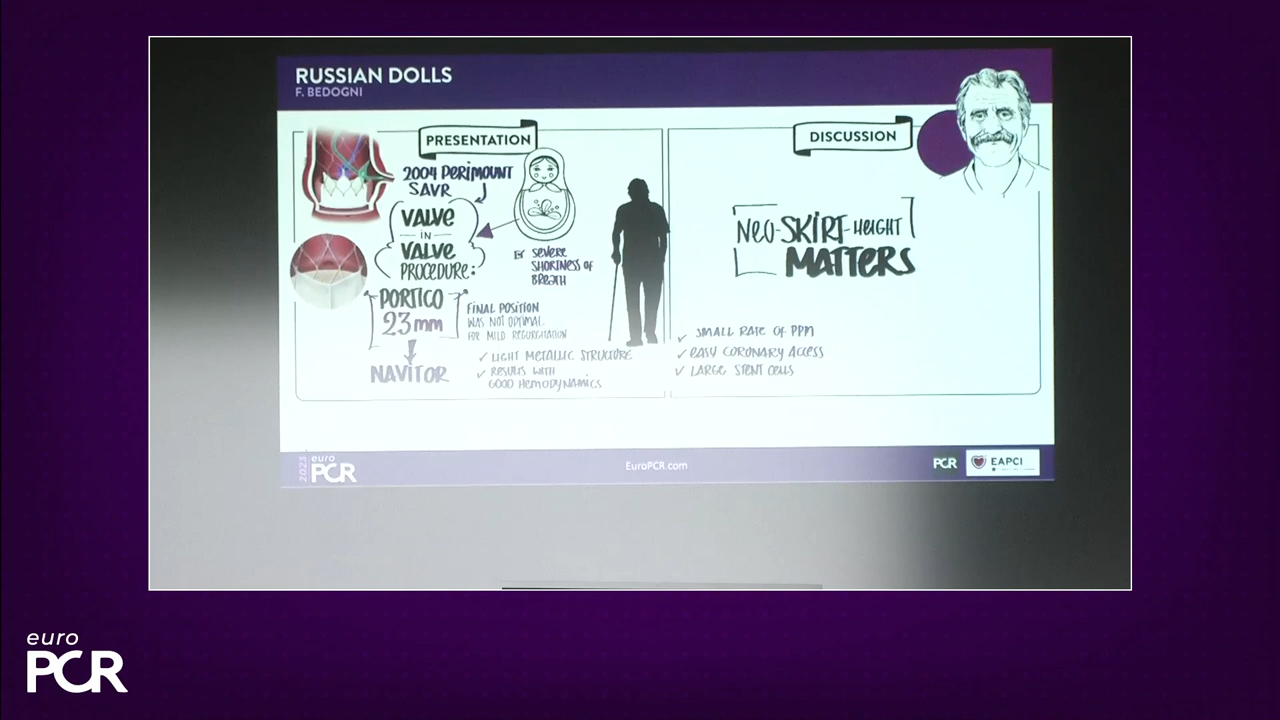 RUSSIAN DOLLS
F. BEDOGNI
PRESENTATION
2004 PERIMOUNT
SAVR
VALVE
IN
VALVE
PROCEDURE:
SEVERE
SHORTNESS OF
BREATH
PORTICO
23mm
NAVITOR
FINAL POSITION
WAS NOT OPTIMAL
FOR MILD REGURGITATION
✓ LIGHT METALLIC STRUCTURE
✓ RESULTS WITH
GOOD HEMODYNAMICS
DISCUSSION
NEO-SKIRT-HEIGHT
MATTERS
✓ SMALL RATE OF PPM
✓ EASY CORONARY ACCESS
✓ LARGE STENT CELLS
2023
euro
PCR
EuroPCR.com
PCR
EAPCI
euro
PCR